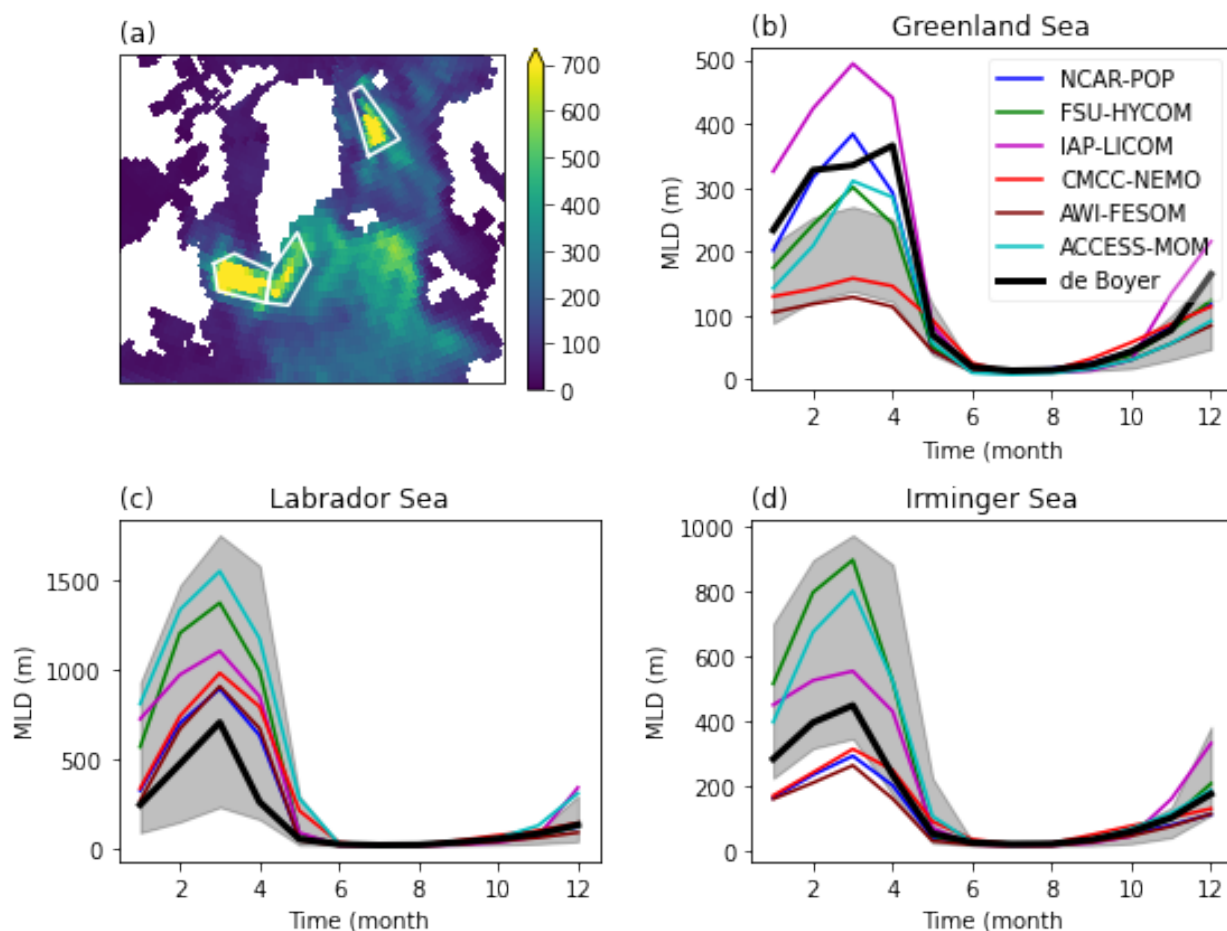 (a)
700
600
500
400
300
200
100
0
(b) Greenland Sea
MLD (m)
500
400
300
200
100
0
NCAR-POP
FSU-HYCOM
IAP-LICOM
CMCC-NEMO
AWI-FESOM
ACCESS-MOM
de Boyer
2 4 6 8 10 12
Time (month
(c) Labrador Sea
MLD (m)
1500
1000
500
0
2 4 6 8 10 12
Time (month
(d) Irminger Sea
MLD (m)
1000
800
600
400
200
0
2 4 6 8 10 12
Time (month